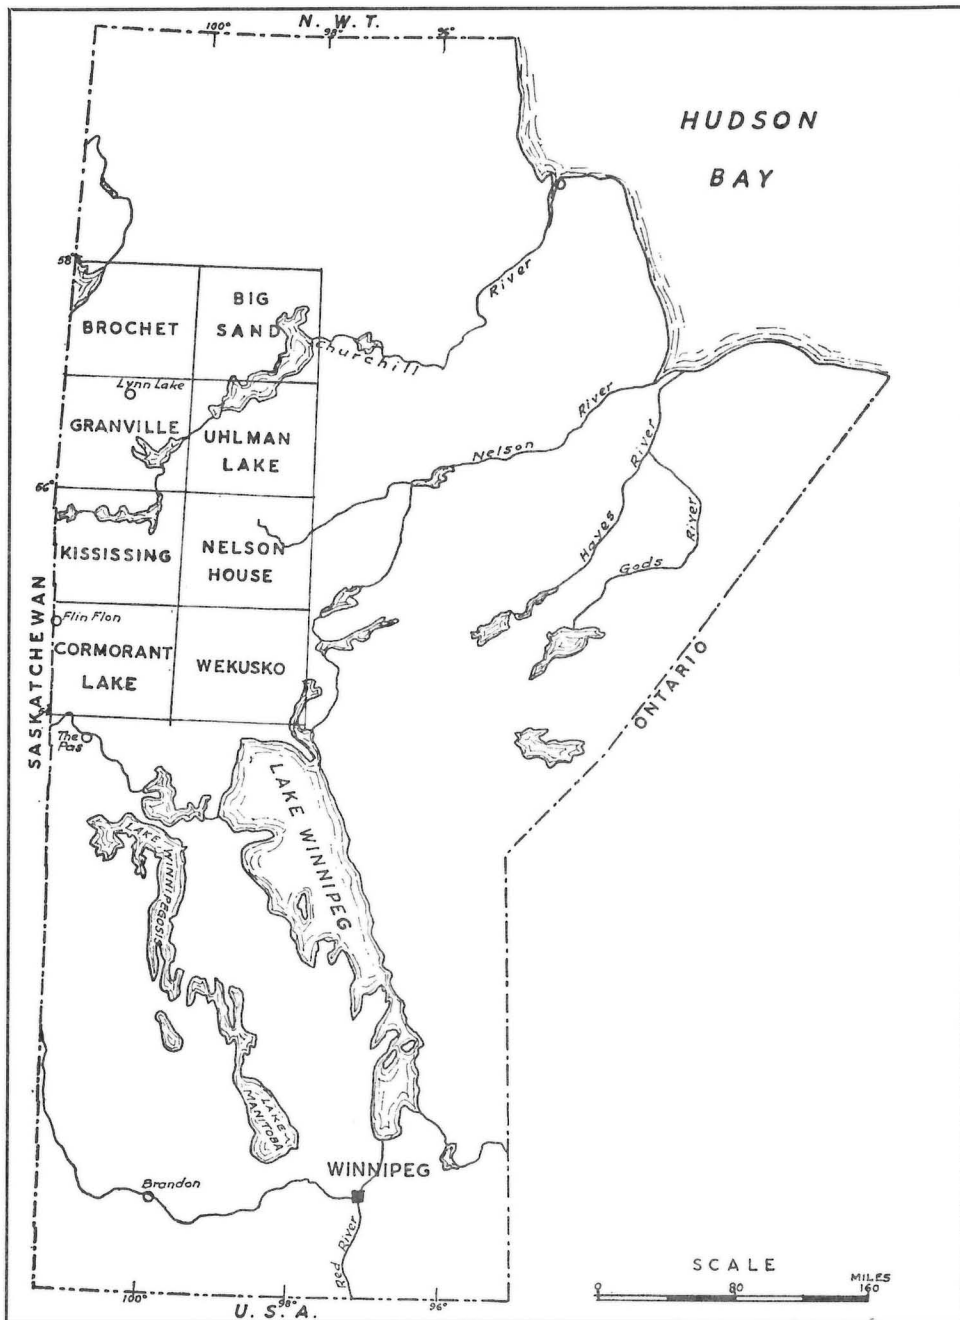 N. W. T.
100°
98°
96°
HUDSON
BAY
58°
BIG
SAND
BROCHET
River
Churchill
Lynn Lake
GRANVILLE
UHLMAN
LAKE
River
Nelson
River
56°
KISSISSING
NELSON
HOUSE
Hayes
River
Gods
SASKATCHEWAN
Flin Flon
CORMORANT
LAKE
WEKUSKO
ONTARIO
54°
The
Pas
LAKE WINNIPEG
LAKE WINNIPEGOSIS
LAKE
MANITOBA
WINNIPEG
Brandon
Red River
SCALE
MILES
0 80 160
100°
98°
96°
U. S. A.